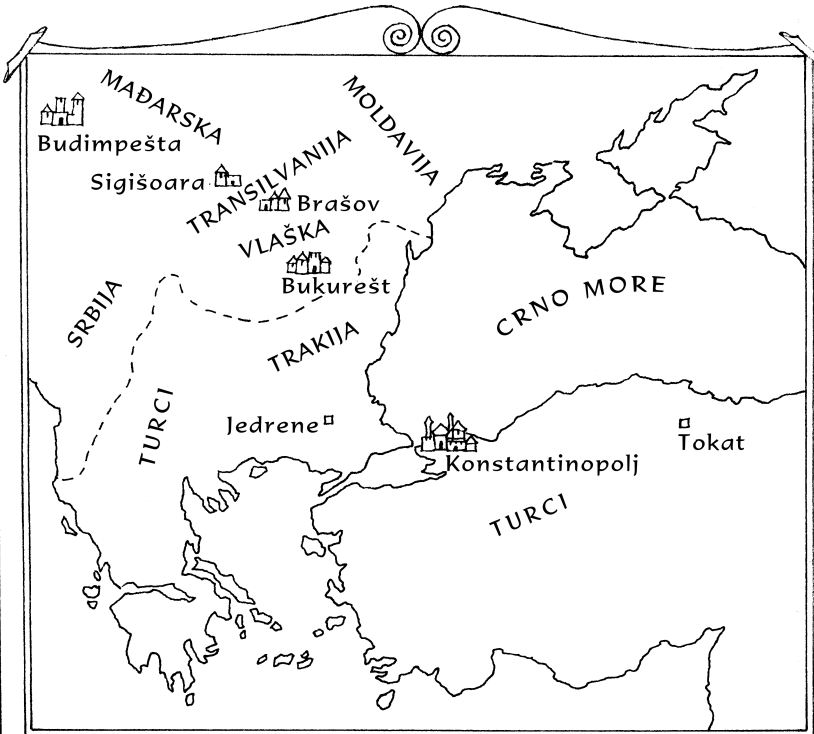 MAĐARSKA
MOLDAVIJA
Budimpešta
TRANSILVANIJA
Sigišoara
Brašov
VLAŠKA
Bukurešt
SRBIJA
CRNO MORE
TRAKIJA
TURCI
Jedrene
Tokat
Konstantinopolj
TURCI